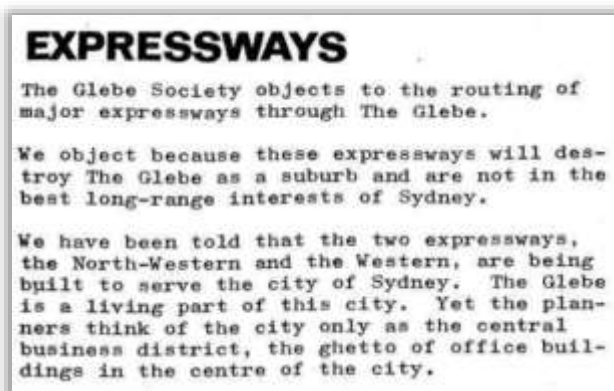 EXPRESSWAYS
The Glebe Society objects to the routing of
major expressways through The Glebe.
We object because these expressways will des-
troy The Glebe as a suburb and are not in the
best long-range interests of Sydney.
We have been told that the two expressways,
the North-Western and the Western, are being
built to serve the city of Sydney. The Glebe
is a living part of this city. Yet the plan-
ners think of the city only as the central
business district, the ghetto of office buil-
dings in the centre of the city.